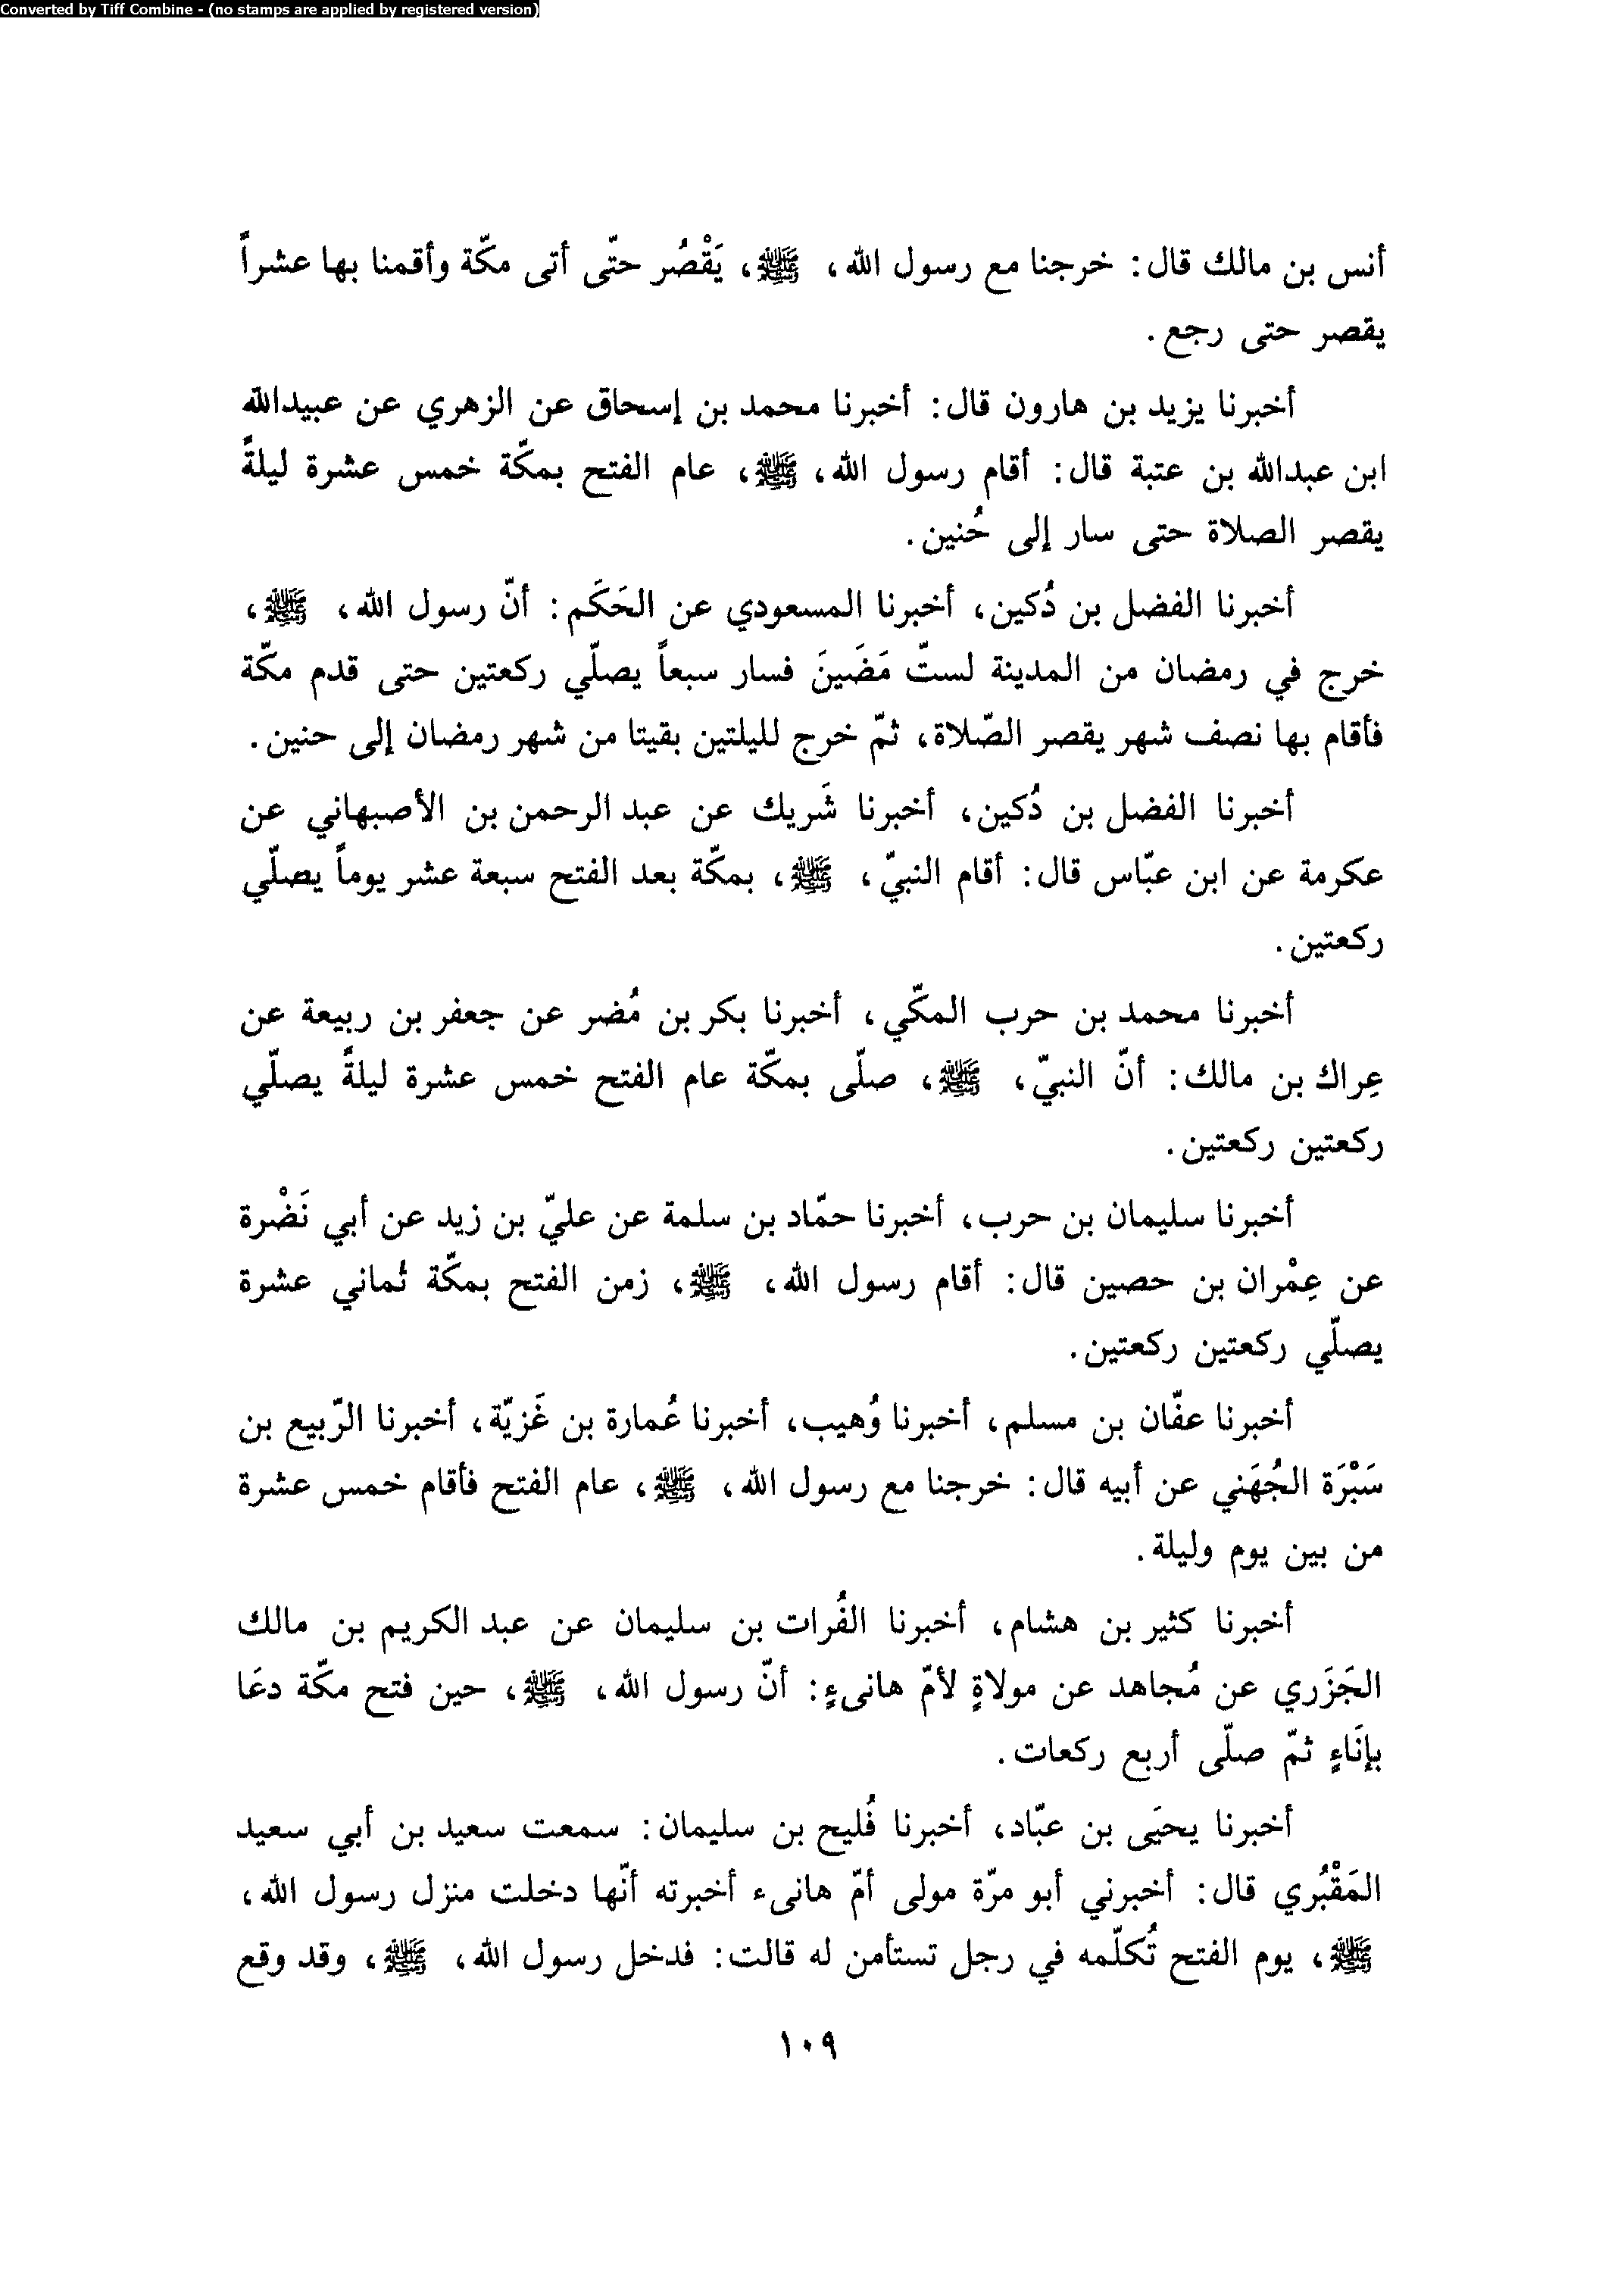 Converted by Tiff Combine - (no stamps are applied by registered version)
أنس بن مالك قال: خرجنا مع رسول الله، ﷺ، يَقْصُر حتّى أتى مكّة وأقمنا بها عشراً
يقصر حتى رجع.
أخبرنا يزيد بن هارون قال: أخبرنا محمد بن إسحاق عن الزهري عن عبيدالله
ابن عبدالله بن عتبة قال: أقام رسول الله، ﷺ، عام الفتح بمكّة خمس عشرة ليلةً
يقصر الصلاة حتى سار إلى حُنين.
أخبرنا الفضل بن دُكين، أخبرنا المسعودي عن الحَكَم: أنّ رسول الله، ﷺ،
خرج في رمضان من المدينة لستّ مَضَينَ فسار سبعاً يصلّي ركعتين حتى قدم مكّة
فأقام بها نصف شهر يقصر الصّلاة، ثمّ خرج لليلتين بقيتا من شهر رمضان إلى حنين.
أخبرنا الفضل بن دُكين، أخبرنا شَريك عن عبد الرحمن بن الأصبهاني عن
عكرمة عن ابن عبّاس قال: أقام النبيّ، ﷺ، بمكّة بعد الفتح سبعة عشر يوماً يصلّي
ركعتين.
أخبرنا محمد بن حرب المكّي، أخبرنا بكر بن مُضر عن جعفر بن ربيعة عن
عِراك بن مالك: أنّ النبيّ، ﷺ، صلّى بمكّة عام الفتح خمس عشرة ليلةً يصلّي
ركعتين ركعتين.
أخبرنا سليمان بن حرب، أخبرنا حمّاد بن سلمة عن عليّ بن زيد عن أبي نَضْرة
عن عِمْران بن حصين قال: أقام رسول الله، ﷺ، زمن الفتح بمكّة ثُماني عشرة
يصلّي ركعتين ركعتين.
أخبرنا عفّان بن مسلم، أخبرنا وُهيب، أخبرنا عُمارة بن غَزيّة، أخبرنا الرّبيع بن
سَبْرَة الجُهَني عن أبيه قال: خرجنا مع رسول الله، ﷺ، عام الفتح فأقام خمس عشرة
من بين يوم وليلة.
أخبرنا كثير بن هشام، أخبرنا الفُرات بن سليمان عن عبد الكريم بن مالك
الجَزَري عن مُجاهد عن مولاةٍ لأمّ هانىءٍ: أنّ رسول الله، ﷺ، حين فتح مكّة دعَا
بإنَاءٍ ثمّ صلّى أربع ركعات.
أخبرنا يحيَى بن عبّاد، أخبرنا فُليح بن سليمان: سمعت سعيد بن أبي سعيد
المَقْبُري قال: أخبرني أبو مرّة مولى أمّ هانىء أخبرته أنّها دخلت منزل رسول الله،
ﷺ، يوم الفتح تُكلّمه في رجل تستأمن له قالت: فدخل رسول الله، ﷺ، وقد وقع
١٠٩